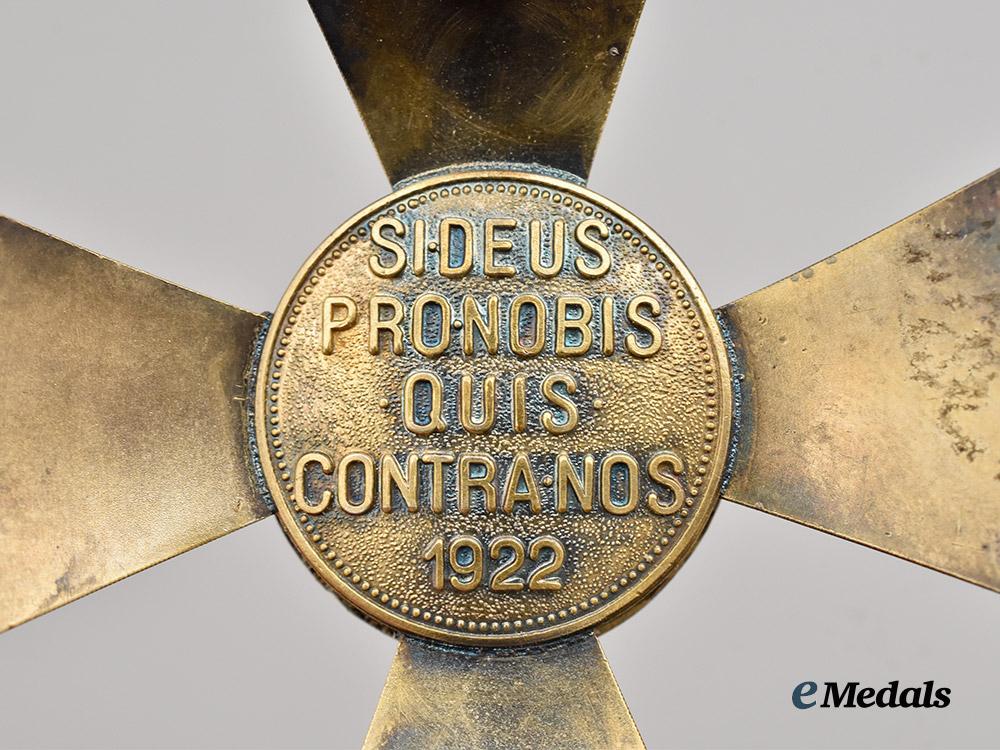 SI·DEUS
PRO·NOBIS
·QUIS·
CONTRA·NOS
1922
eMedals